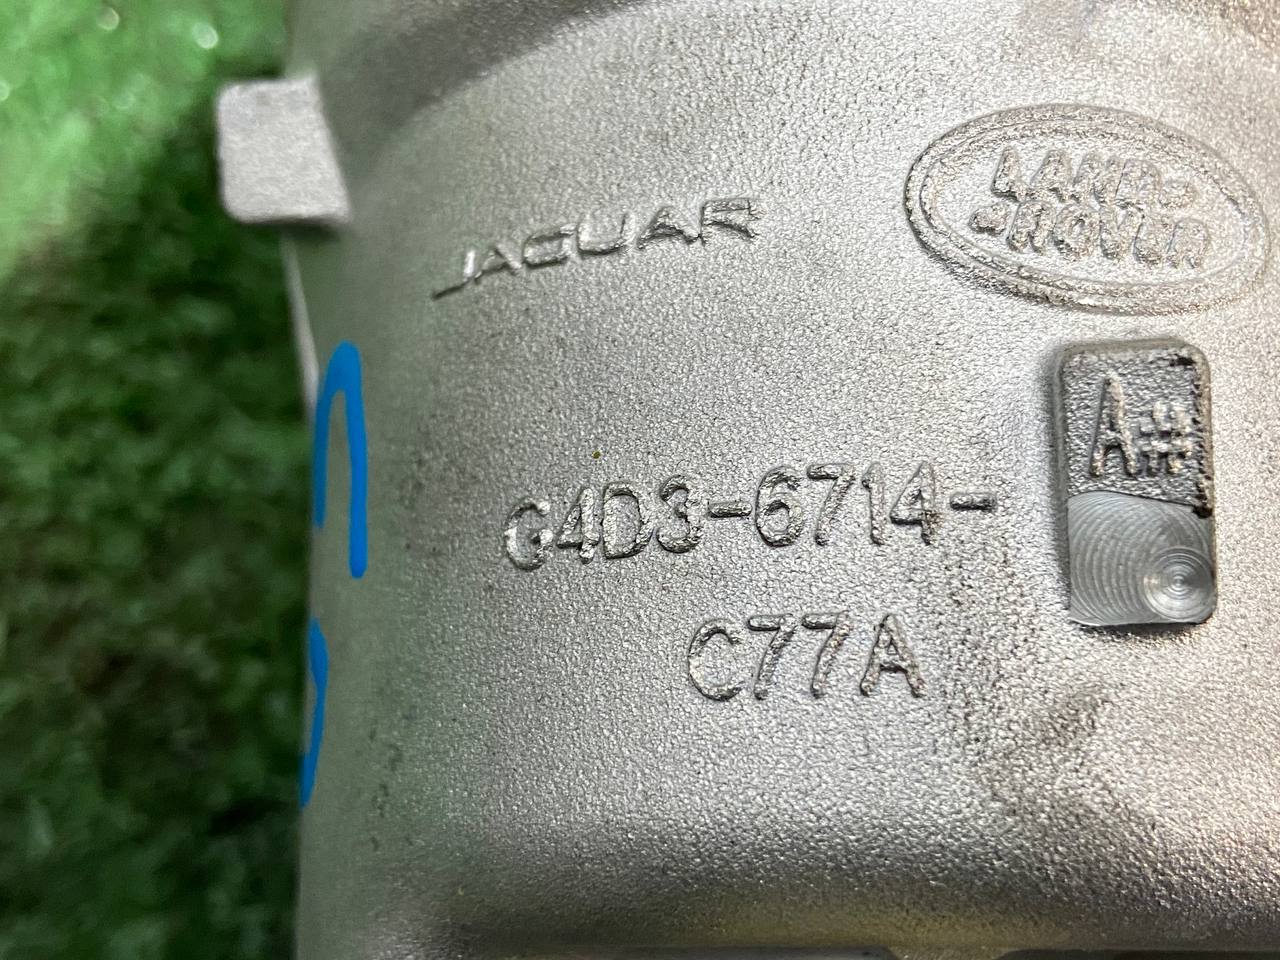 JAGUAR
LAND-
-ROVER
A#
G4D3-6714-
C77A